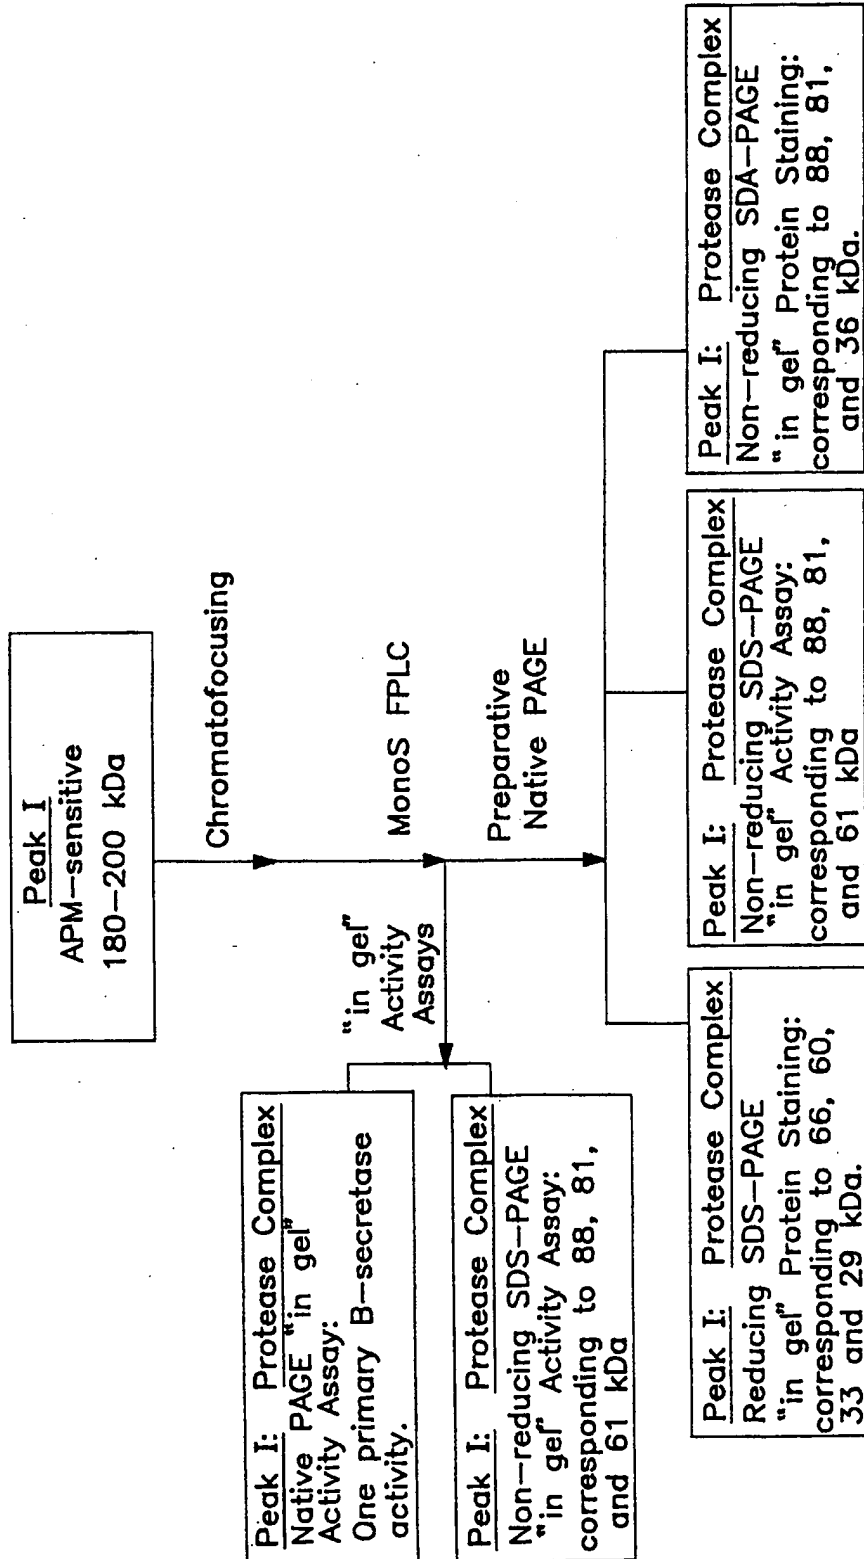 Peak I
APM-sensitive
180-200 kDa
Chromatofocusing
MonoS FPLC
"in gel"
Activity
Assays
Preparative
Native PAGE
Peak I: Protease Complex
Native PAGE "in gel"
Activity Assay:
One primary B-secretase
activity.
Peak I: Protease Complex
Non-reducing SDS-PAGE
"in gel" Activity Assay:
corresponding to 88, 81,
and 61 kDa
Peak I: Protease Complex
Reducing SDS-PAGE
"in gel" Protein Staining:
corresponding to 66, 60,
33 and 29 kDa.
Peak I: Protease Complex
Non-reducing SDS-PAGE
"in gel" Activity Assay:
corresponding to 88, 81,
and 61 kDa
Peak I: Protease Complex
Non-reducing SDA-PAGE
"in gel" Protein Staining:
corresponding to 88, 81,
and 36 kDa.